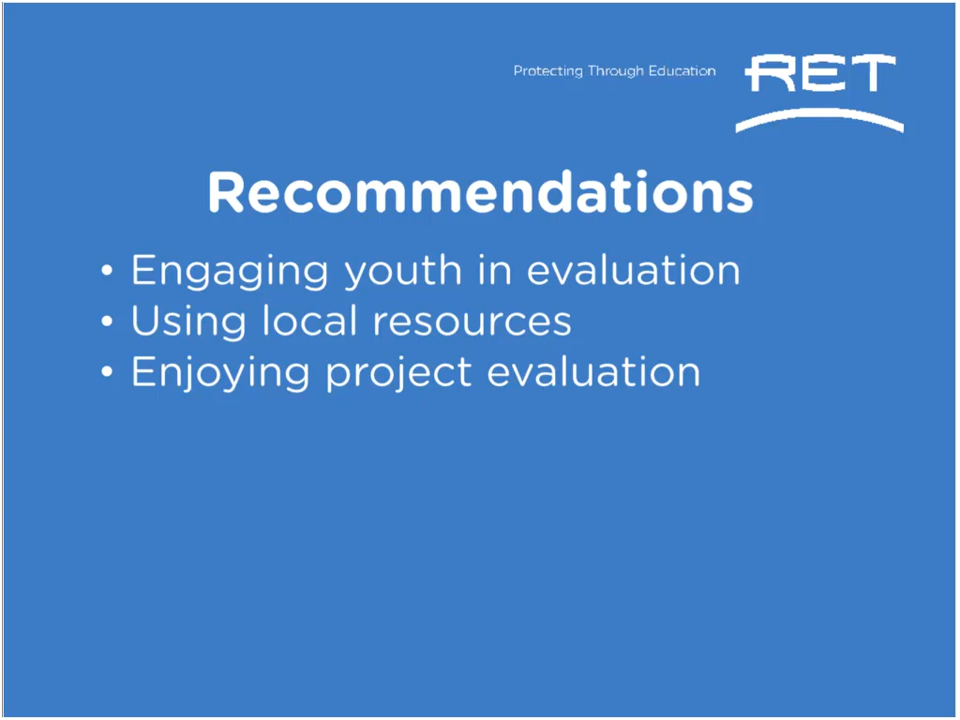 Protecting Through Education
RET
Recommendations
• Engaging youth in evaluation
• Using local resources
• Enjoying project evaluation